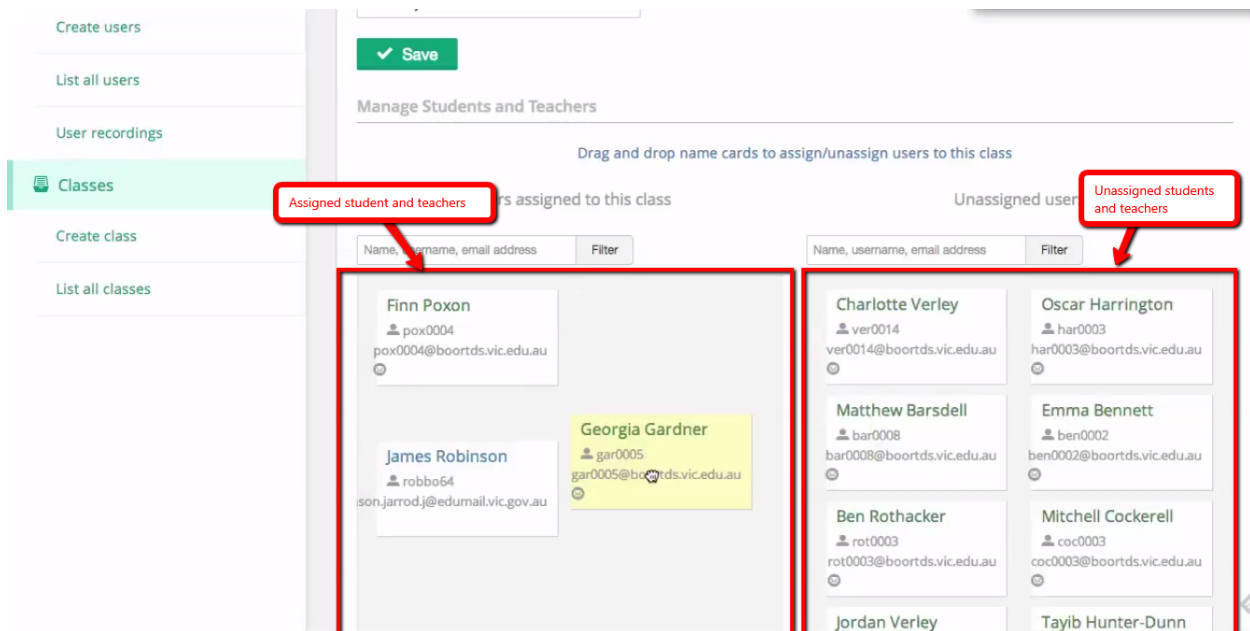 Create users
List all users
User recordings
Classes
Create class
List all classes
Save
Manage Students and Teachers
Drag and drop name cards to assign/unassign users to this class
Assigned student and teachers
assigned to this class
Unassigned students
and teachers
Unassigned
Name, username, email address
Filter
Finn Poxon
pox0004
pox0004@boortds.vic.edu.au
James Robinson
robbo64
son.jarrod.j@edumail.vic.gov.au
Georgia Gardner
gar0005
Name, username, email address
Filter
Charlotte Verley
ver0014
ver0014@boortds.vic.edu.au
Oscar Harrington
har0003
har0003@boortds.vic.edu.au
Matthew Barsdell
bar0008
bar0008@boortds.vic.edu.au
Emma Bennett
ben0002
ben0002@boortds.vic.edu.au
Ben Rothacker
rot0003
rot0003@boortds.vic.edu.au
Mitchell Cockerell
coc0003
coc0003@boortds.vic.edu.au
Jordan Verley
Tayib Hunter-Dunn